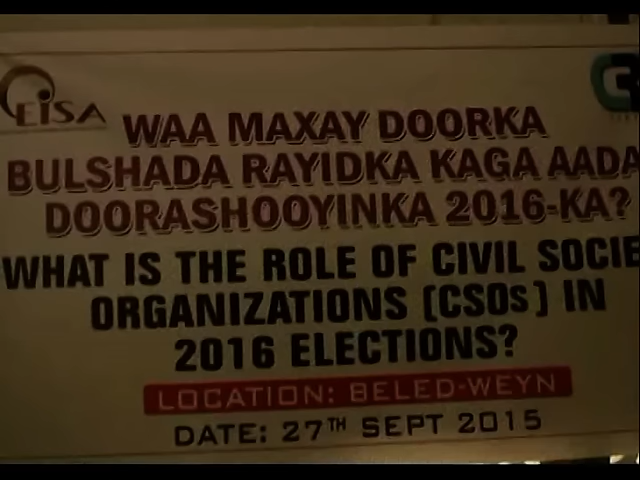 EISA
WAA MAXAY DOORKA
BULSHADA RAYIDKA KAGA AADA
DOORASHOOYINKA 2016-KA?
WHAT IS THE ROLE OF CIVIL SOCIE
ORGANIZATIONS (CSOs) IN
2016 ELECTIONS?
LOCATION: BELED-WEYN
DATE: 27TH SEPT 2015